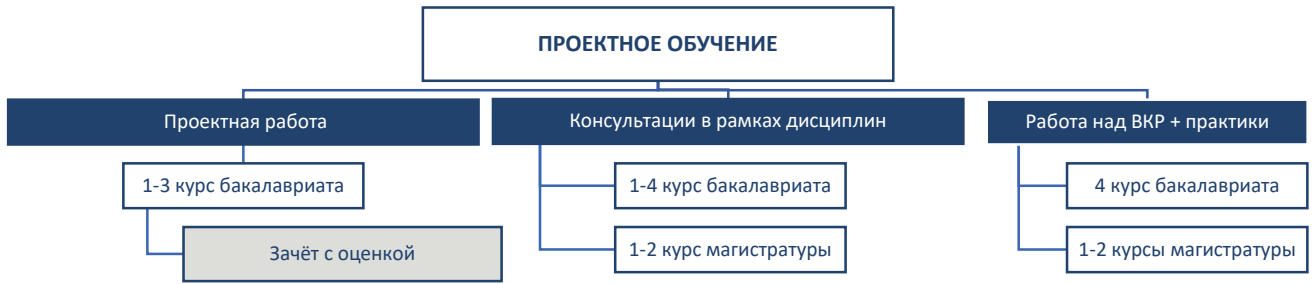 ПРОЕКТНОЕ ОБУЧЕНИЕ
Проектная работа
Консультации в рамках дисциплин
Работа над ВКР + практики
1-3 курс бакалавриата
1-4 курс бакалавриата
4 курс бакалавриата
Зачёт с оценкой
1-2 курс магистратуры
1-2 курсы магистратуры